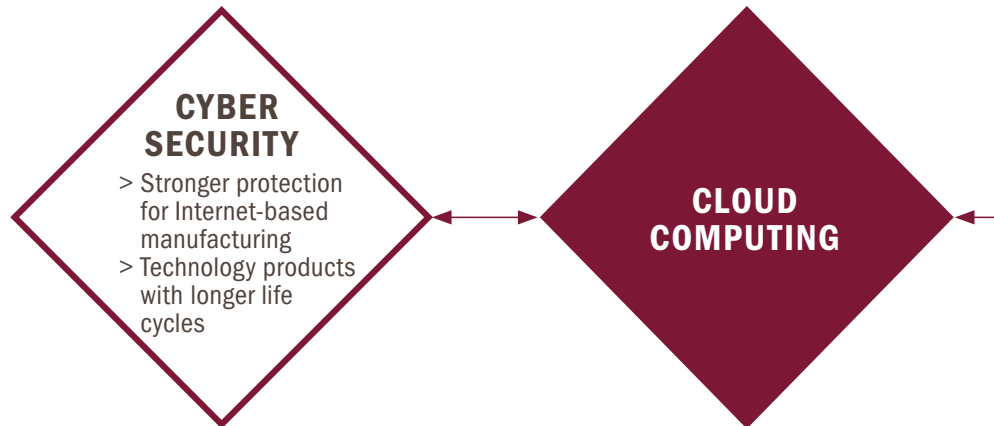 CYBER
SECURITY
> Stronger protection
for Internet-based
manufacturing
> Technology products
with longer life
cycles
CLOUD
COMPUTING